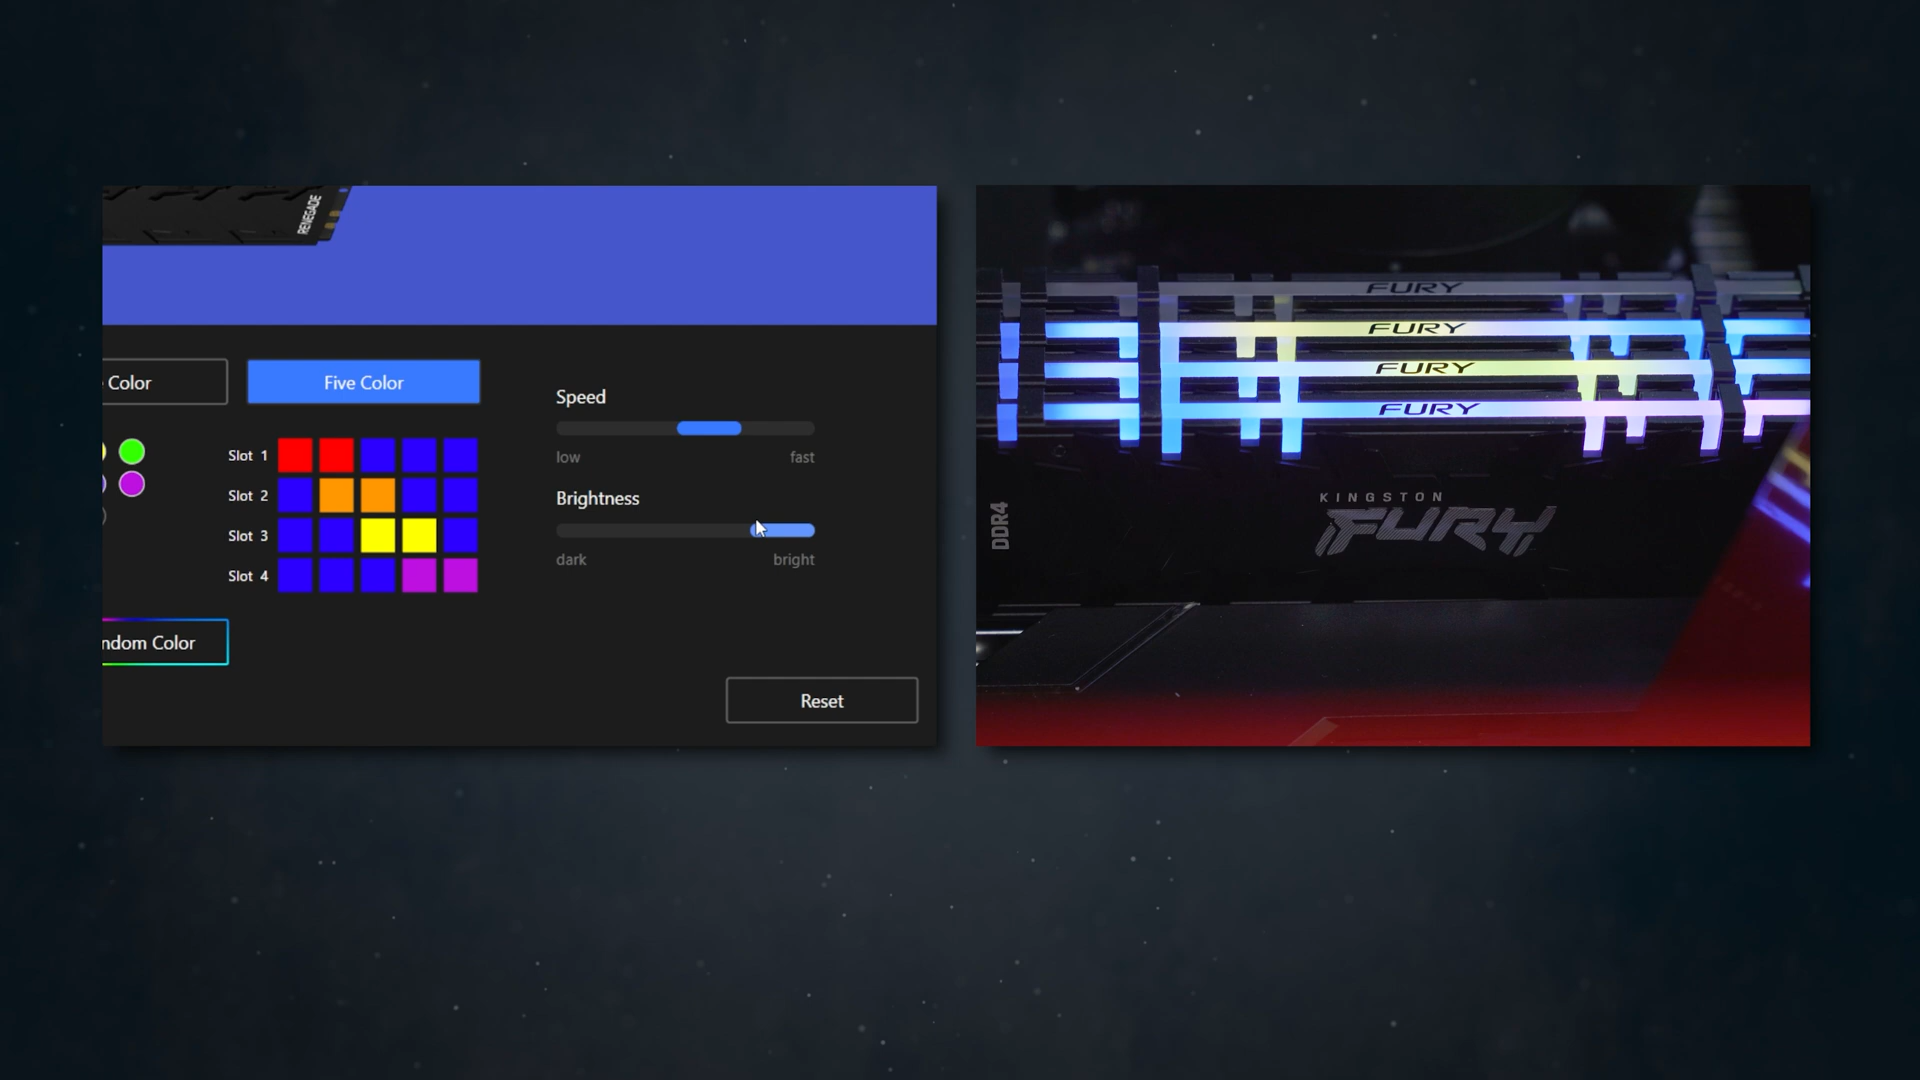 RENEGADE
Color
Five Color
Speed
low fast
Slot 1
Slot 2
Slot 3
Slot 4
Brightness
dark bright
ndom Color
Reset
FURY
FURY
FURY
FURY
DDR4
KINGSTON
FURY